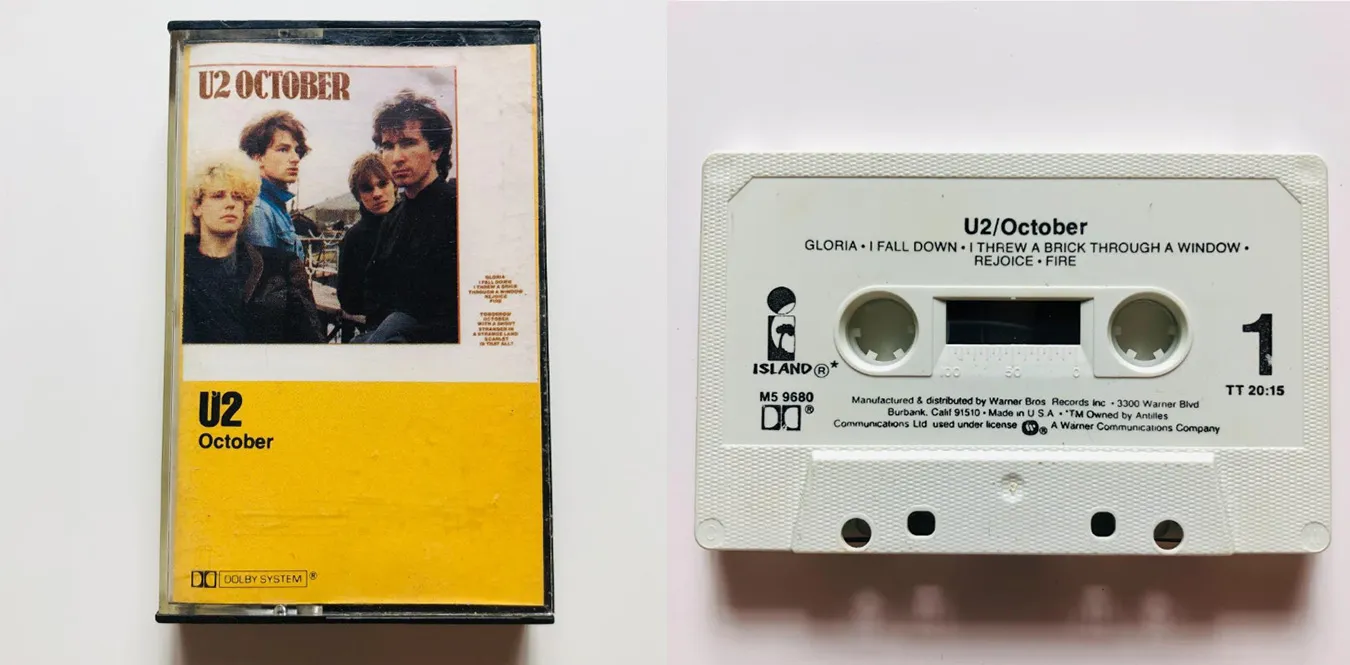 U2 OCTOBER
GLORIA
I FALL DOWN
I THREW A BRICK
THROUGH A WINDOW
REJOICE
FIRE
TOMORROW
OCTOBER
WITH A SHOUT
STRANGER IN
A STRANGE LAND
SCARLET
IS THAT ALL?
U2
October
DOLBY SYSTEM ®
U2/October
GLORIA • I FALL DOWN • I THREW A BRICK THROUGH A WINDOW •
REJOICE • FIRE
ISLAND ®*
1
TT 20:15
M5 9680
®
100 50 0
Manufactured & distributed by Warner Bros Records Inc • 3300 Warner Blvd
Burbank, Calif 91510 • Made in U S A • *TM Owned by Antilles
Communications Ltd used under license ® A Warner Communications Company